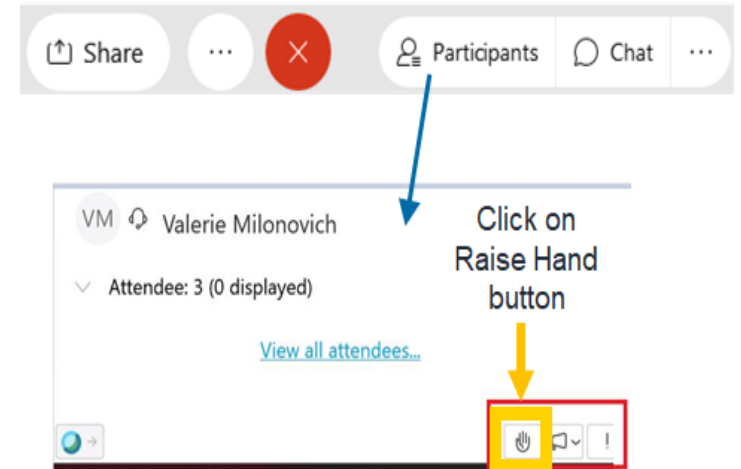 Share ... Participants Chat ...
VM Valerie Milonovich
Click on
Raise Hand
button
Attendee: 3 (0 displayed)
View all attendees...